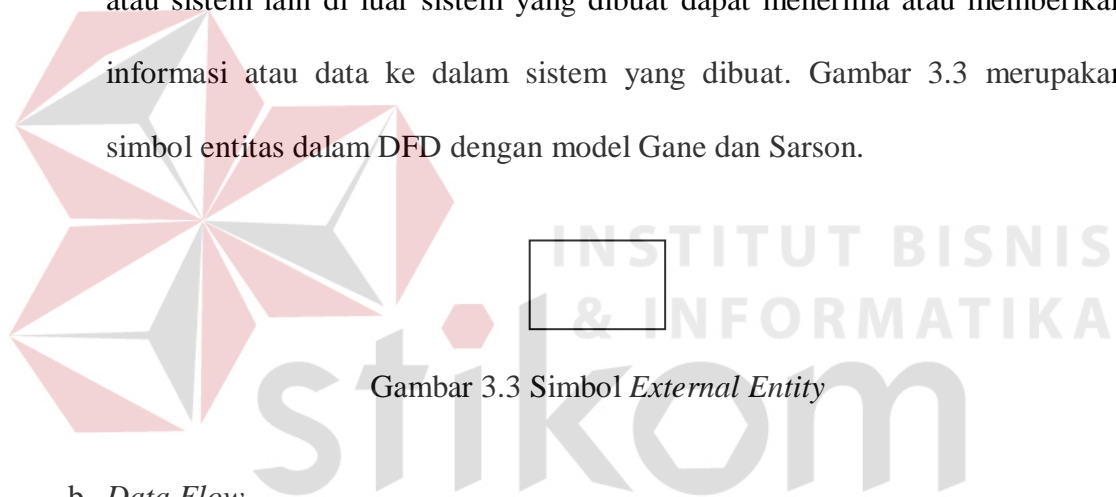 atau sistem lain di luar sistem yang dibuat dapat menerima atau memberikan
informasi atau data ke dalam sistem yang dibuat. Gambar 3.3 merupakan
simbol entitas dalam DFD dengan model Gane dan Sarson.
INSTITUT BISNIS
& INFORMATIKA
stikom
Gambar 3.3 Simbol External Entity
b. Data Flow